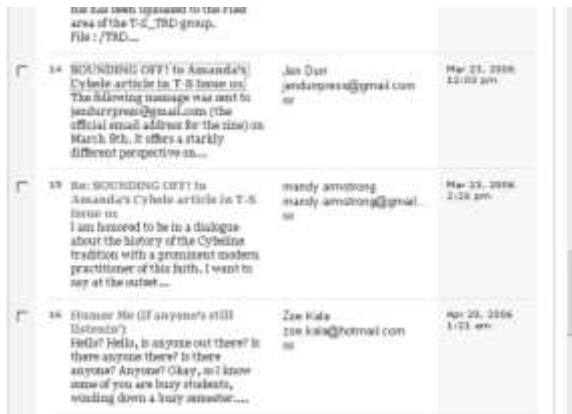 file has been uploaded to the Files
area of the T-S_TRD group.
File : /TRD...
14 SOUNDING OFF! to Amanda's
Cybele article in T-S Issue 01
The following message was sent to
jendurrpress@gmail.com (the
official email address for the zine) on
March 8th. It offers a starkly
different perspective on...
Jen Durr
jendurrpress@gmail.com
Mar 23, 2006
12:03 pm
15 Re: SOUNDING OFF! to
Amanda's Cybele article in T-S
Issue 01
I am honored to be in a dialogue
about the history of the Cybeline
tradition with a prominent modern
practitioner of this faith. I want to
say at the outset...
mandy armstrong
mandy.armstrong@gmail...
Mar 23, 2006
2:26 pm
16 Humor Me (if anyone's still
listenin')
Hello? Hello, is anyone out there? Is
there anyone there? Is there
anyone? Anyone? Okay, so I know
some of you are busy students,
winding down a busy semester....
Zoe Kala
zoe.kala@hotmail.com
Apr 23, 2006
1:21 am